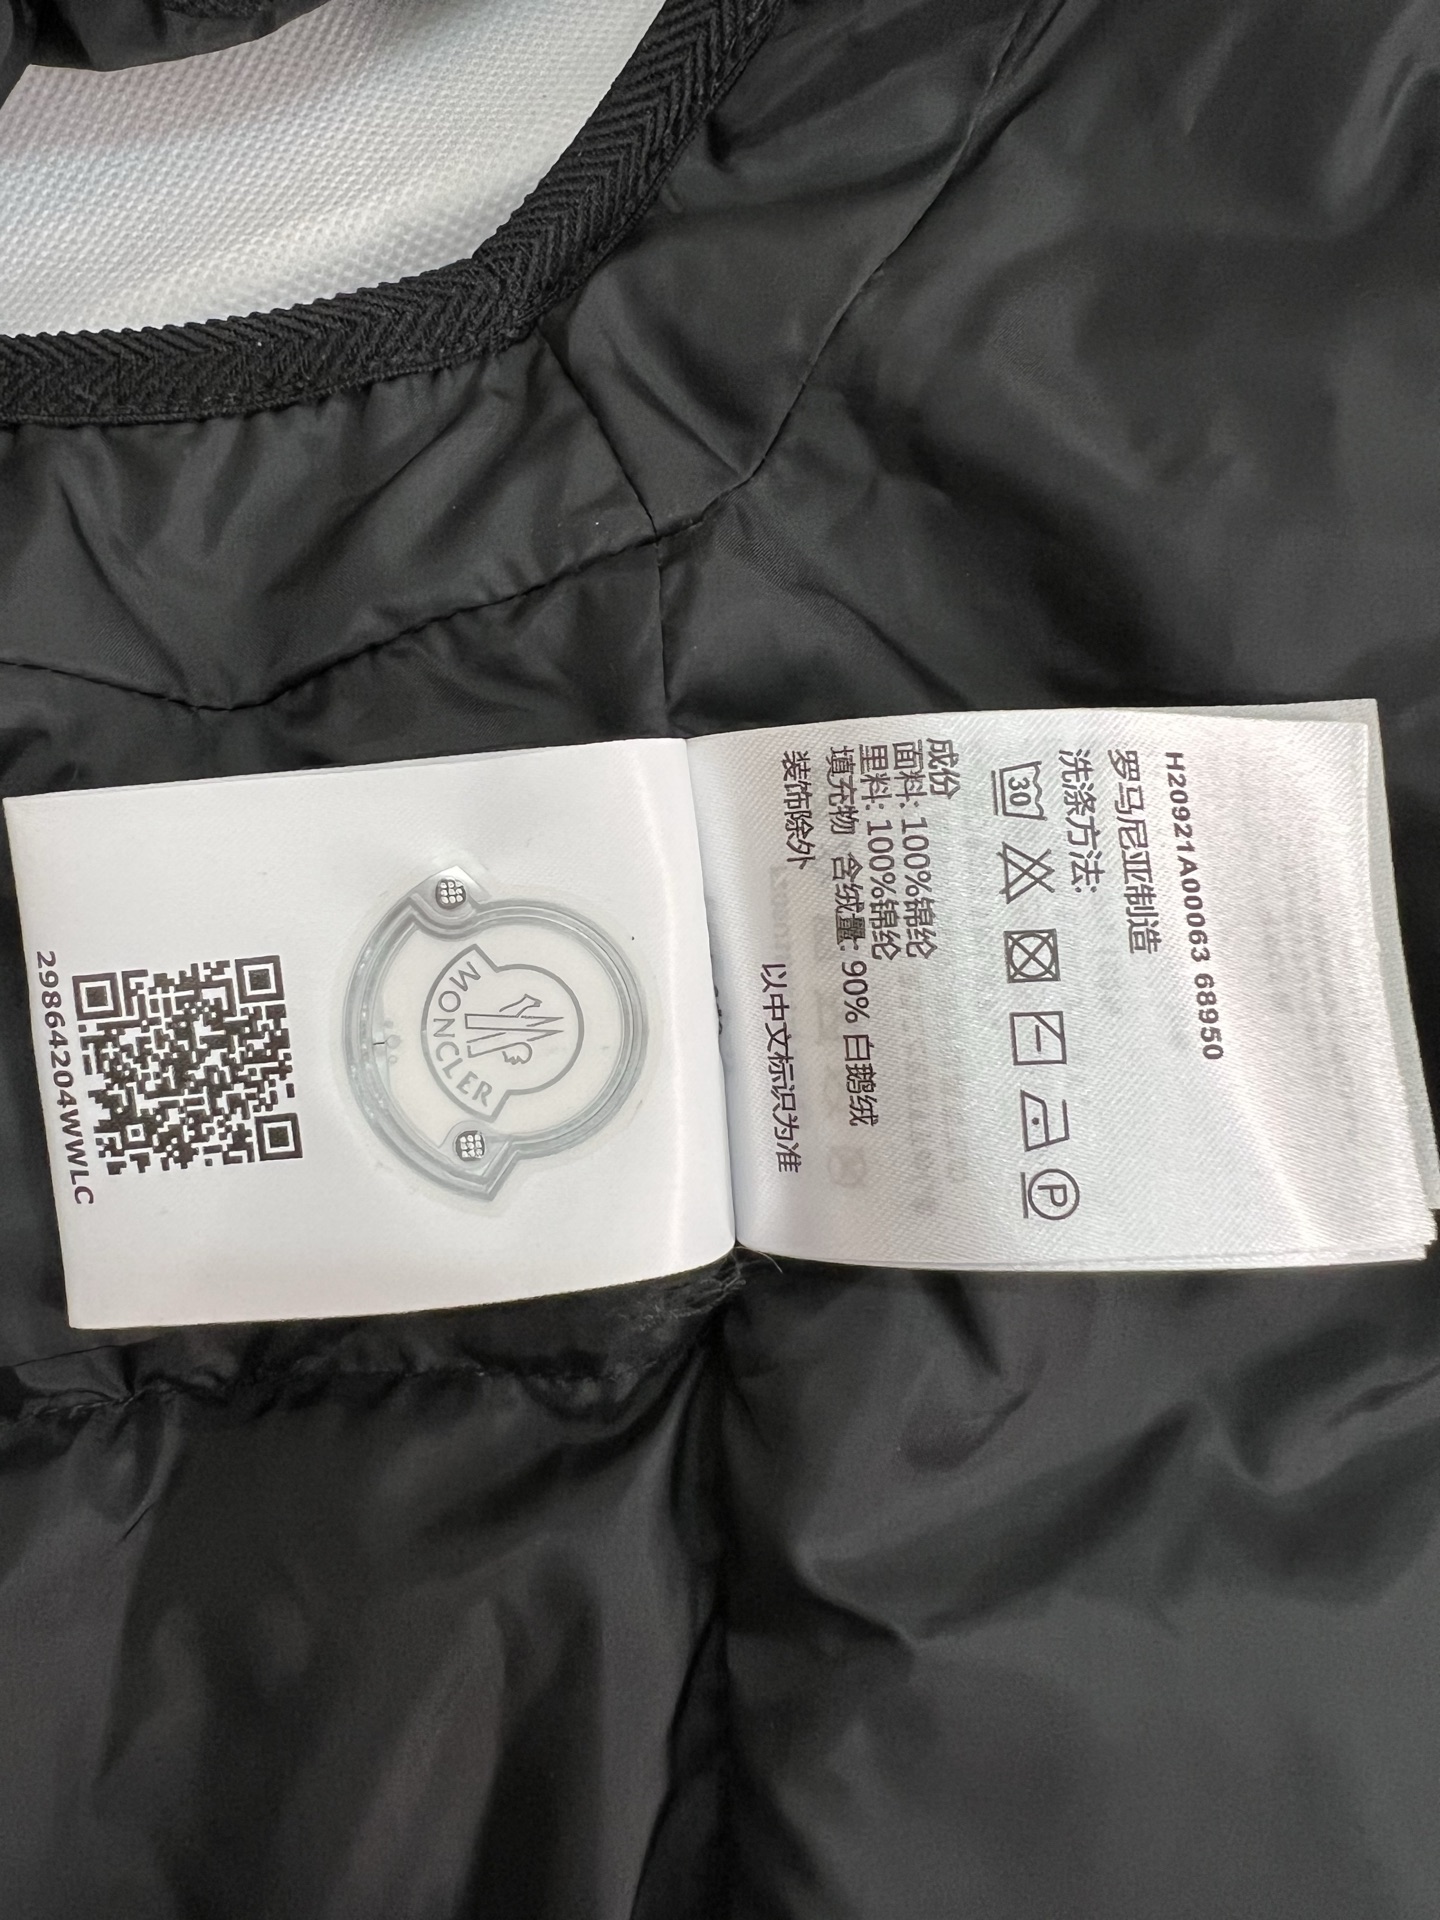 MONCLER
29864204WWLC
H20921A00063 68950
罗马尼亚制造
洗涤方法:
30
P
成份
面料: 100%锦纶
里料: 100%锦纶
填充物 含绒量: 90% 白鹅绒
装饰除外
以中文标识为准